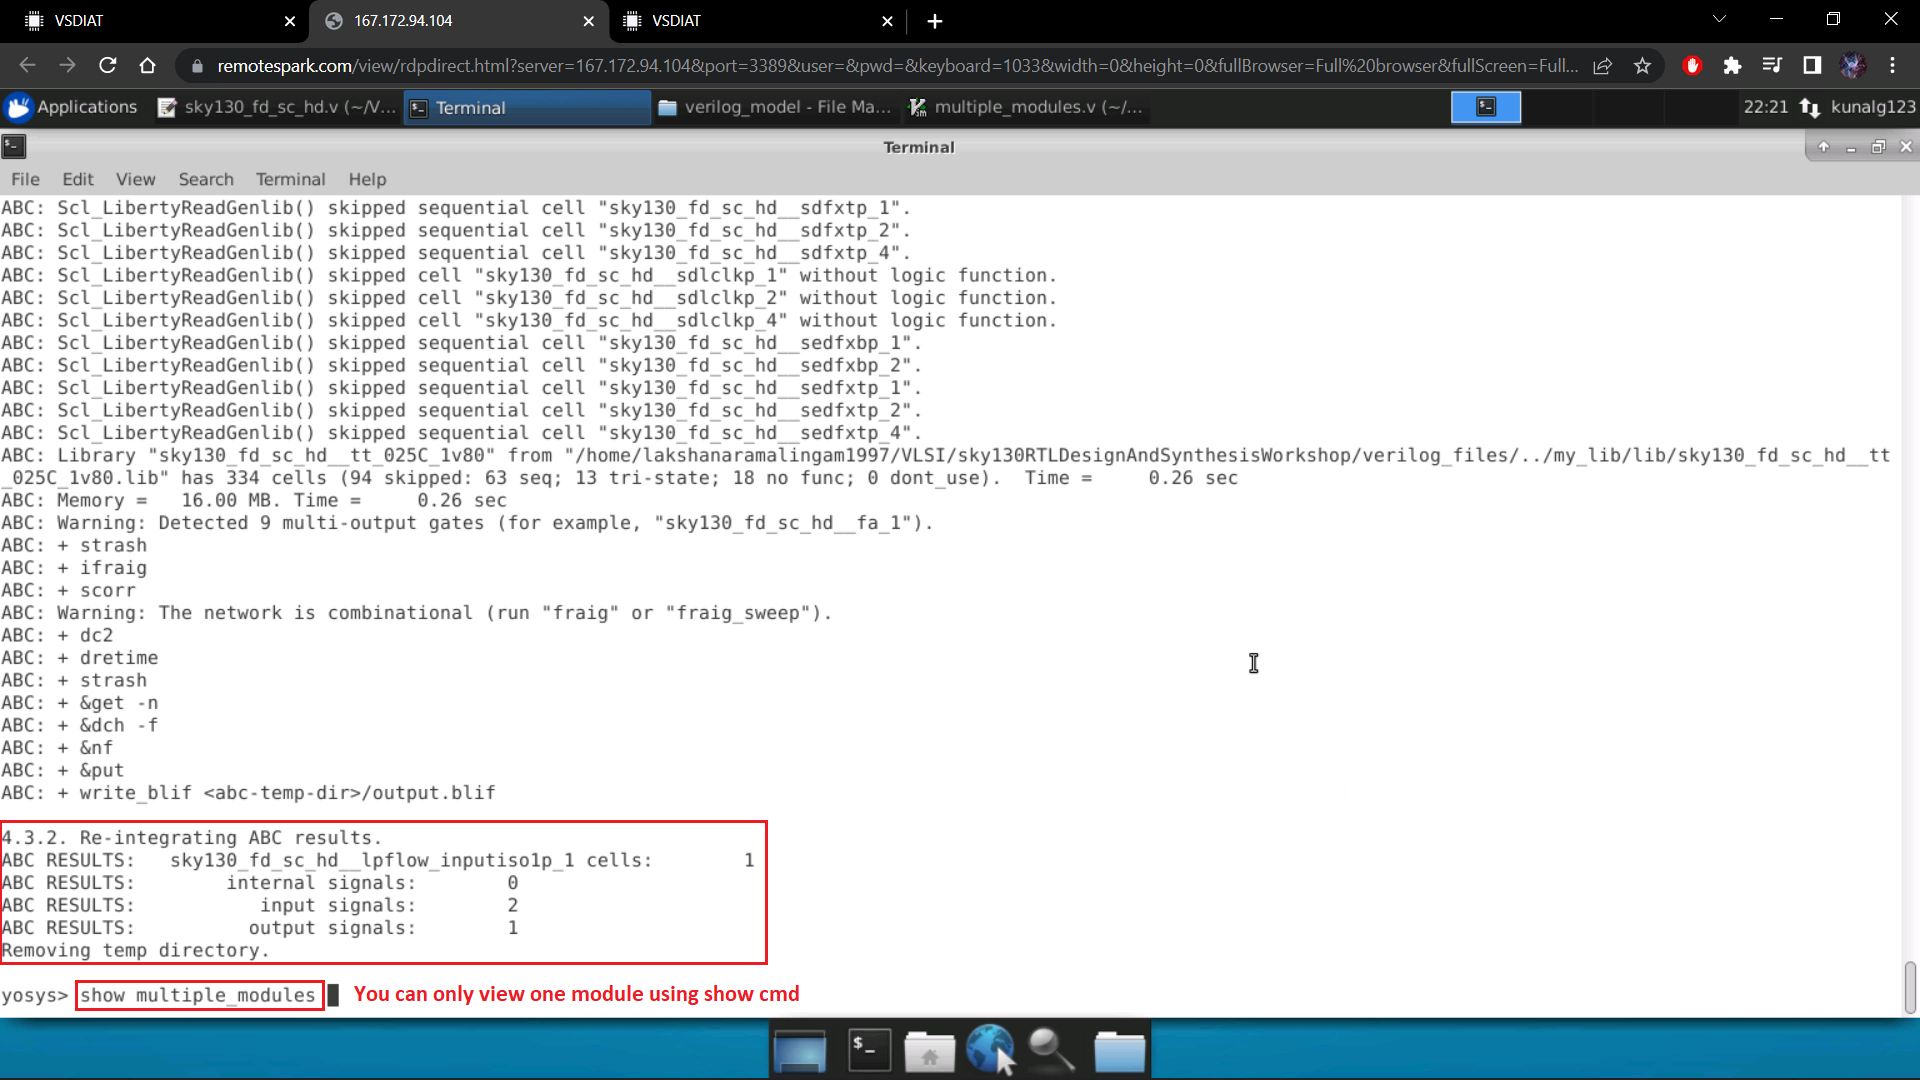 VSDIAT
167.172.94.104
VSDIAT
remotespark.com/view/rdpdirect.html?server=167.172.94.104&port=3389&user=&pwd=&keyboard=1033&width=0&height=0&fullBrowser=Full%20browser&fullScreen=Full...
Applications
sky130_fd_sc_hd.v (~/V...
Terminal
verilog_model - File Ma...
multiple_modules.v (~/...
22:21
kunalg123
Terminal
File Edit View Search Terminal Help
ABC: Scl_LibertyReadGenlib() skipped sequential cell "sky130_fd_sc_hd__sdfxtp_1".
ABC: Scl_LibertyReadGenlib() skipped sequential cell "sky130_fd_sc_hd__sdfxtp_2".
ABC: Scl_LibertyReadGenlib() skipped sequential cell "sky130_fd_sc_hd__sdfxtp_4".
ABC: Scl_LibertyReadGenlib() skipped cell "sky130_fd_sc_hd__sdlclkp_1" without logic function.
ABC: Scl_LibertyReadGenlib() skipped cell "sky130_fd_sc_hd__sdlclkp_2" without logic function.
ABC: Scl_LibertyReadGenlib() skipped cell "sky130_fd_sc_hd__sdlclkp_4" without logic function.
ABC: Scl_LibertyReadGenlib() skipped sequential cell "sky130_fd_sc_hd__sedfxbp_1".
ABC: Scl_LibertyReadGenlib() skipped sequential cell "sky130_fd_sc_hd__sedfxbp_2".
ABC: Scl_LibertyReadGenlib() skipped sequential cell "sky130_fd_sc_hd__sedfxtp_1".
ABC: Scl_LibertyReadGenlib() skipped sequential cell "sky130_fd_sc_hd__sedfxtp_2".
ABC: Scl_LibertyReadGenlib() skipped sequential cell "sky130_fd_sc_hd__sedfxtp_4".
ABC: Library "sky130_fd_sc_hd__tt_025C_1v80" from "/home/lakshanaramalingam1997/VLSI/sky130RTLDesignAndSynthesisWorkshop/verilog_files/../my_lib/lib/sky130_fd_sc_hd__tt
_025C_1v80.lib" has 334 cells (94 skipped: 63 seq; 13 tri-state; 18 no func; 0 dont_use).  Time =     0.26 sec
ABC: Memory =   16.00 MB. Time =     0.26 sec
ABC: Warning: Detected 9 multi-output gates (for example, "sky130_fd_sc_hd__fa_1").
ABC: + strash
ABC: + ifraig
ABC: + scorr
ABC: Warning: The network is combinational (run "fraig" or "fraig_sweep").
ABC: + dc2
ABC: + dretime
ABC: + strash
ABC: + &get -n
ABC: + &dch -f
ABC: + &nf
ABC: + &put
ABC: + write_blif <abc-temp-dir>/output.blif
4.3.2. Re-integrating ABC results.
ABC RESULTS:   sky130_fd_sc_hd__lpflow_inputiso1p_1 cells:        1
ABC RESULTS:        internal signals:        0
ABC RESULTS:           input signals:        2
ABC RESULTS:          output signals:        1
Removing temp directory.
yosys> show multiple_modules You can only view one module using show cmd